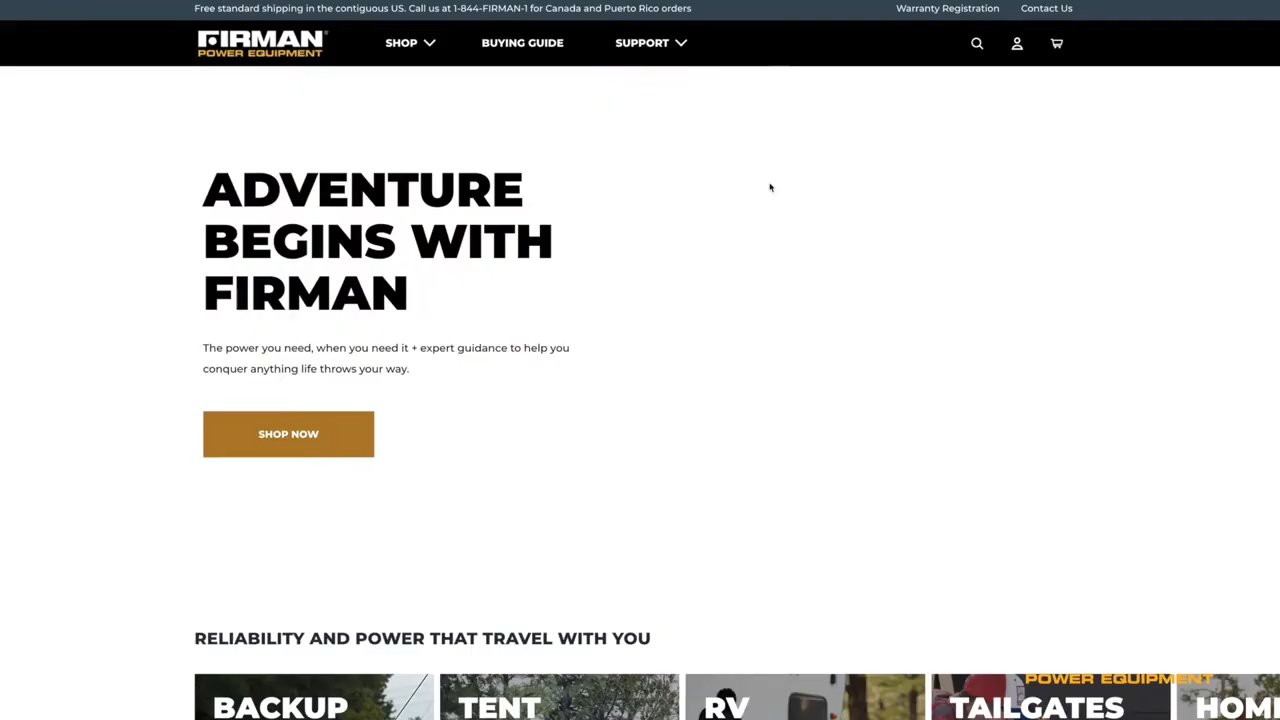 Free standard shipping in the contiguous US. Call us at 1-844-FIRMAN-1 for Canada and Puerto Rico orders
Warranty Registration
Contact Us
FIRMAN®
POWER EQUIPMENT
SHOP
BUYING GUIDE
SUPPORT
ADVENTURE
BEGINS WITH
FIRMAN
The power you need, when you need it + expert guidance to help you
conquer anything life throws your way.
SHOP NOW
RELIABILITY AND POWER THAT TRAVEL WITH YOU
POWER EQUIPMENT
BACKUP
TENT
RV
TAILGATES
HOM